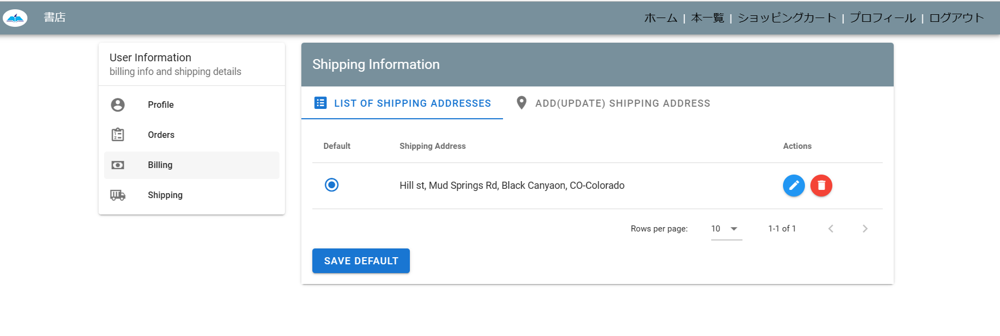 書店
ホーム | 本一覧 | ショッピングカート | プロフィール | ログアウト
User Information
billing info and shipping details
Profile
Orders
Billing
Shipping
Shipping Information
LIST OF SHIPPING ADDRESSES
ADD(UPDATE) SHIPPING ADDRESS
Default Shipping Address Actions
Hill st, Mud Springs Rd, Black Canyaon, CO-Colorado
Rows per page: 10 1-1 of 1
SAVE DEFAULT